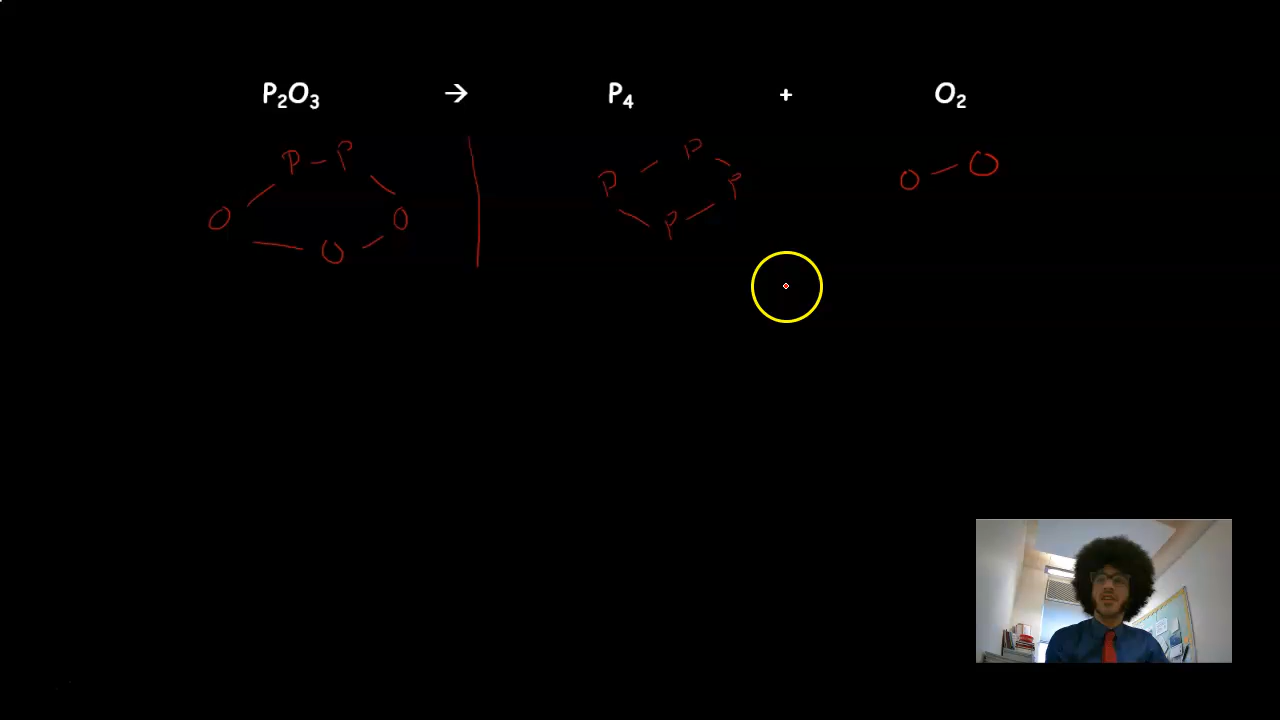 P₂O₃ → P₄ + O₂
P – P
O O
O
P
P P
P
O – O